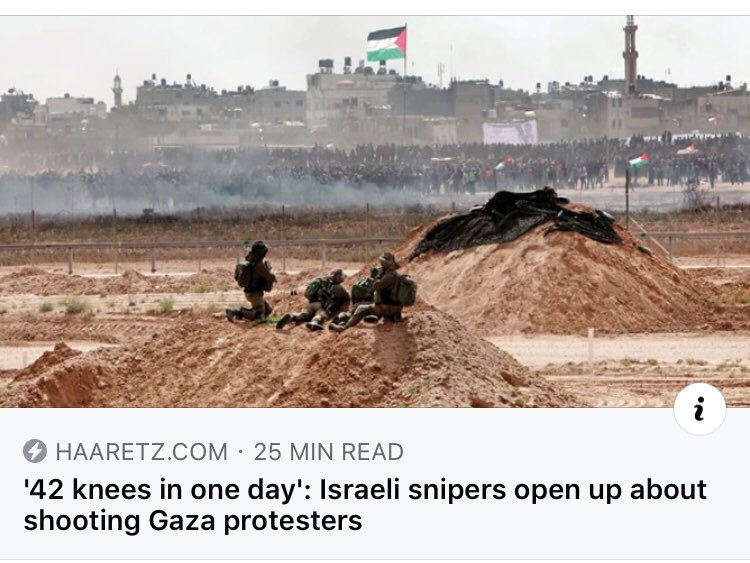 HAARETZ.COM · 25 MIN READ
'42 knees in one day': Israeli snipers open up about
shooting Gaza protesters